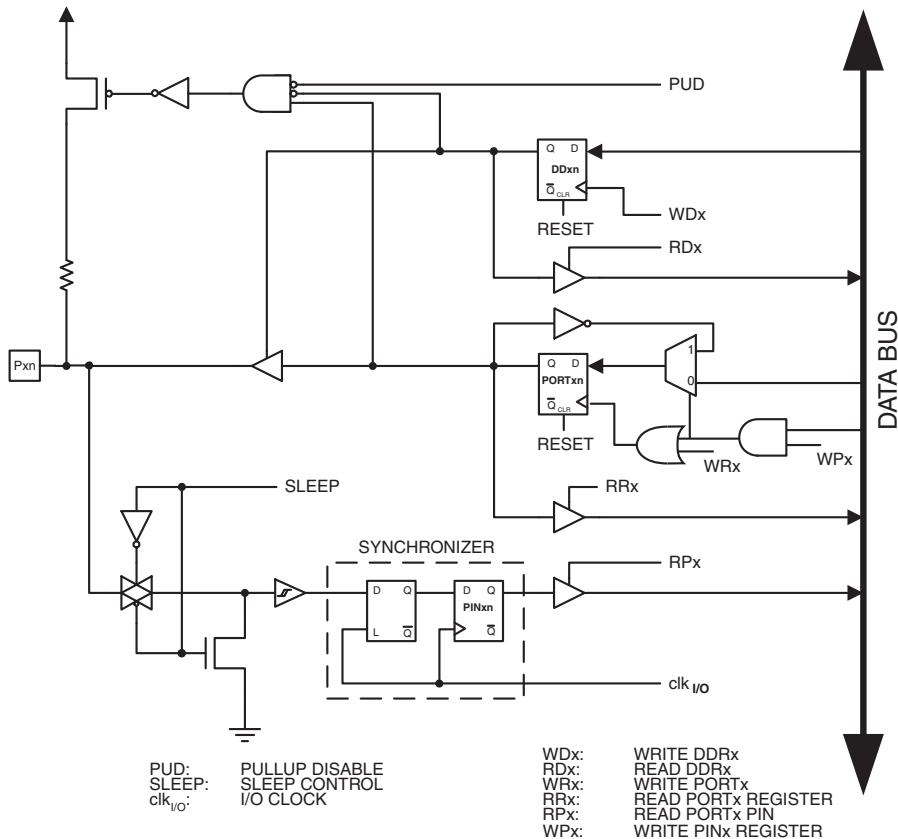 PUD
Q D
DDxn
Q CLR
WDx
RESET
RDx
DATA BUS
1
Pxn
Q D
PORTxn
0
Q CLR
RESET
WRx
WPx
SLEEP
RRx
SYNCHRONIZER
RPx
D Q
D Q
PINxn
L Q
Q
clk I/O
PUD: PULLUP DISABLE
SLEEP: SLEEP CONTROL
clkI/O: I/O CLOCK
WDx: WRITE DDRx
RDx: READ DDRx
WRx: WRITE PORTx
RRx: READ PORTx REGISTER
RPx: READ PORTx PIN
WPx: WRITE PINx REGISTER